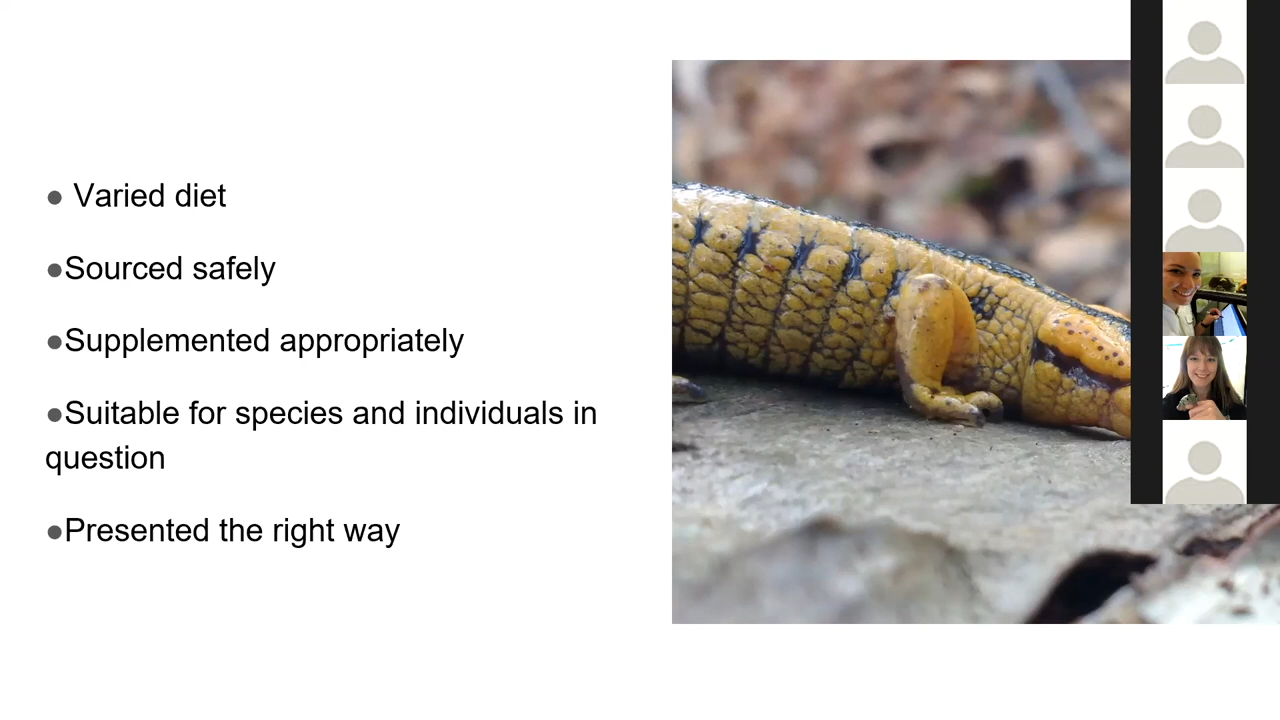 ● Varied diet
●Sourced safely
●Supplemented appropriately
●Suitable for species and individuals in
question
●Presented the right way